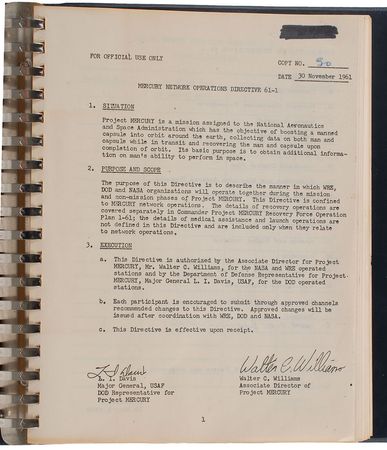 FOR OFFICIAL USE ONLY
COPY NO. 50
DATE 30 November 1961
MERCURY NETWORK OPERATIONS DIRECTIVE 61-1
1. SITUATION
Project MERCURY is a mission assigned to the National Aeronautics
and Space Administration which has the objective of boosting a manned
capsule into orbit around the earth, collecting data on both man and
capsule while in transit and recovering the man and capsule upon
completion of orbit. Its basic purpose is to obtain additional informa-
tion on man's ability to perform in space.
2. PURPOSE AND SCOPE
The purpose of this Directive is to describe the manner in which WRE,
DOD and NASA organizations will operate together during the mission
and non-mission phases of Project MERCURY. This Directive is confined
to MERCURY network operations. The details of recovery operations are
covered separately in Commander Project MERCURY Recovery Force Operation
Plan 1-61; the details of medical assistance and launch operations are
not defined in this Directive and are included only when they relate
to network operations.
3. EXECUTION
a. This Directive is authorized by the Associate Director for Project
MERCURY, Mr. Walter C. Williams, for the NASA and WRE operated
stations and by the Department of Defense Representative for Project
MERCURY, Major General L. I. Davis, USAF, for the DOD operated
stations.
b. Each participant is encouraged to submit through approved channels
recommended changes to this Directive. Approved changes will be
issued after coordination with WRE, DOD and NASA.
c. This Directive is effective upon receipt.
L I Davis
L. I. Davis
Major General, USAF
DOD Representative for
Project MERCURY
Walter C. Williams
Walter C. Williams
Associate Director of
Project MERCURY
1